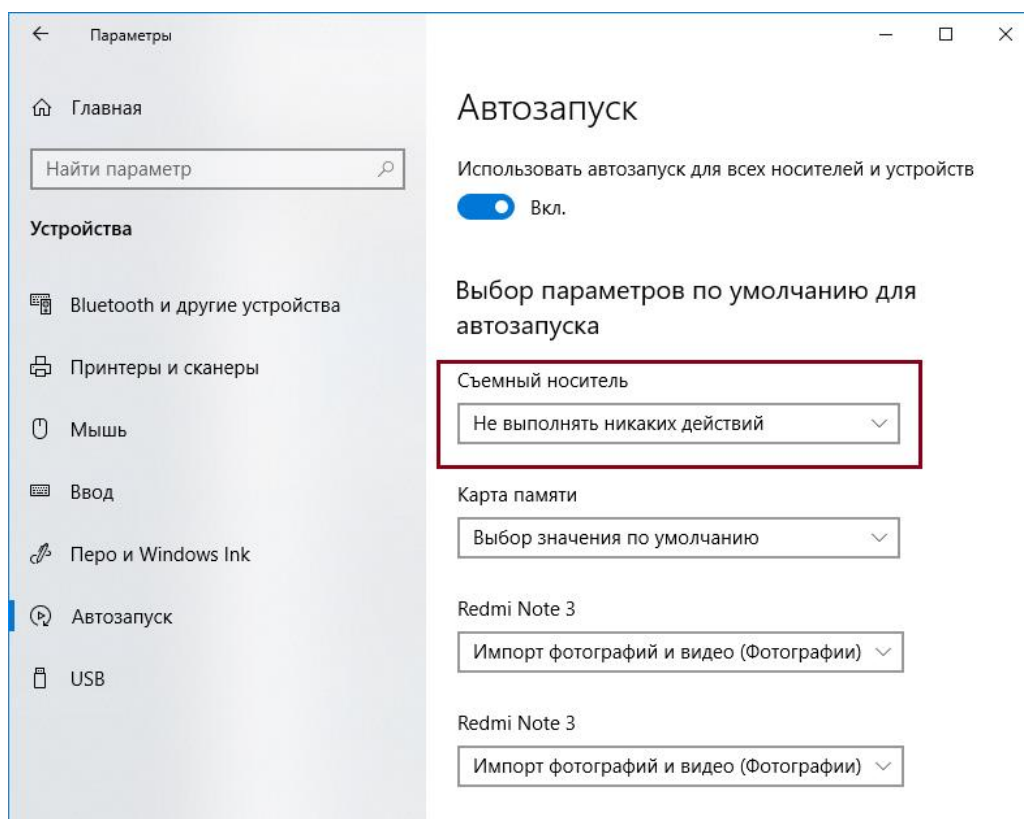 Параметры
Главная
Найти параметр
Устройства
Bluetooth и другие устройства
Принтеры и сканеры
Мышь
Ввод
Перо и Windows Ink
Автозапуск
USB
Автозапуск
Использовать автозапуск для всех носителей и устройств
Вкл.
Выбор параметров по умолчанию для
автозапуска
Съемный носитель
Не выполнять никаких действий
Карта памяти
Выбор значения по умолчанию
Redmi Note 3
Импорт фотографий и видео (Фотографии)
Redmi Note 3
Импорт фотографий и видео (Фотографии)